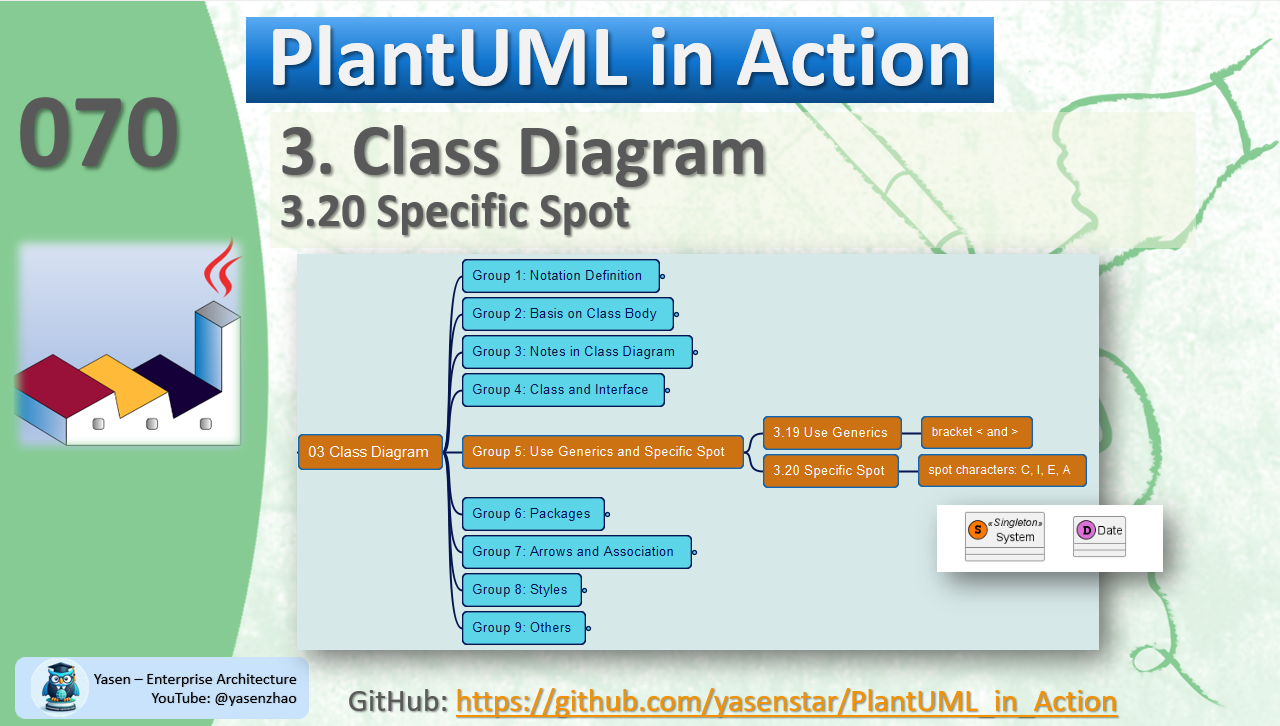 PlantUML in Action
070
3. Class Diagram
3.20 Specific Spot
Group 1: Notation Definition
Group 2: Basis on Class Body
Group 3: Notes in Class Diagram
Group 4: Class and Interface
03 Class Diagram
Group 5: Use Generics and Specific Spot
3.19 Use Generics
bracket < and >
3.20 Specific Spot
spot characters: C, I, E, A
Group 6: Packages
Group 7: Arrows and Association
Group 8: Styles
Group 9: Others
S
«Singleton»
System
D Date
Yasen – Enterprise Architecture
YouTube: @yasenzhao
GitHub: https://github.com/yasenstar/PlantUML_in_Action